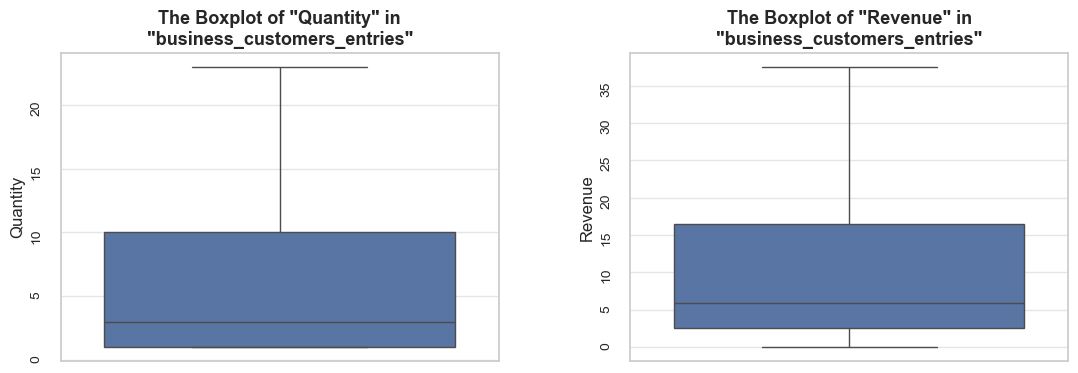 The Boxplot of "Quantity" in
"business_customers_entries"
Quantity
20
15
10
5
0
The Boxplot of "Revenue" in
"business_customers_entries"
Revenue
35
30
25
20
15
10
5
0